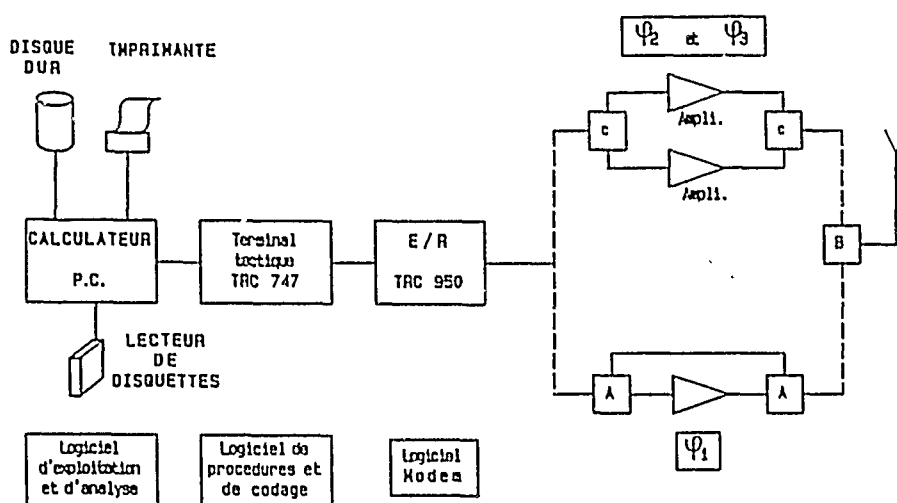 φ2 et φ3
DISQUE
DUR
IMPRIMANTE
c
Ampli.
c
Ampli.
CALCULATEUR
P.C.
Terminal
tactique
TRC 747
E / R
TRC 950
B
LECTEUR
DE
DISQUETTES
A
A
φ1
Logiciel
d'exploitation
et d'analyse
Logiciel de
procédures et
de codage
Logiciel
Modem